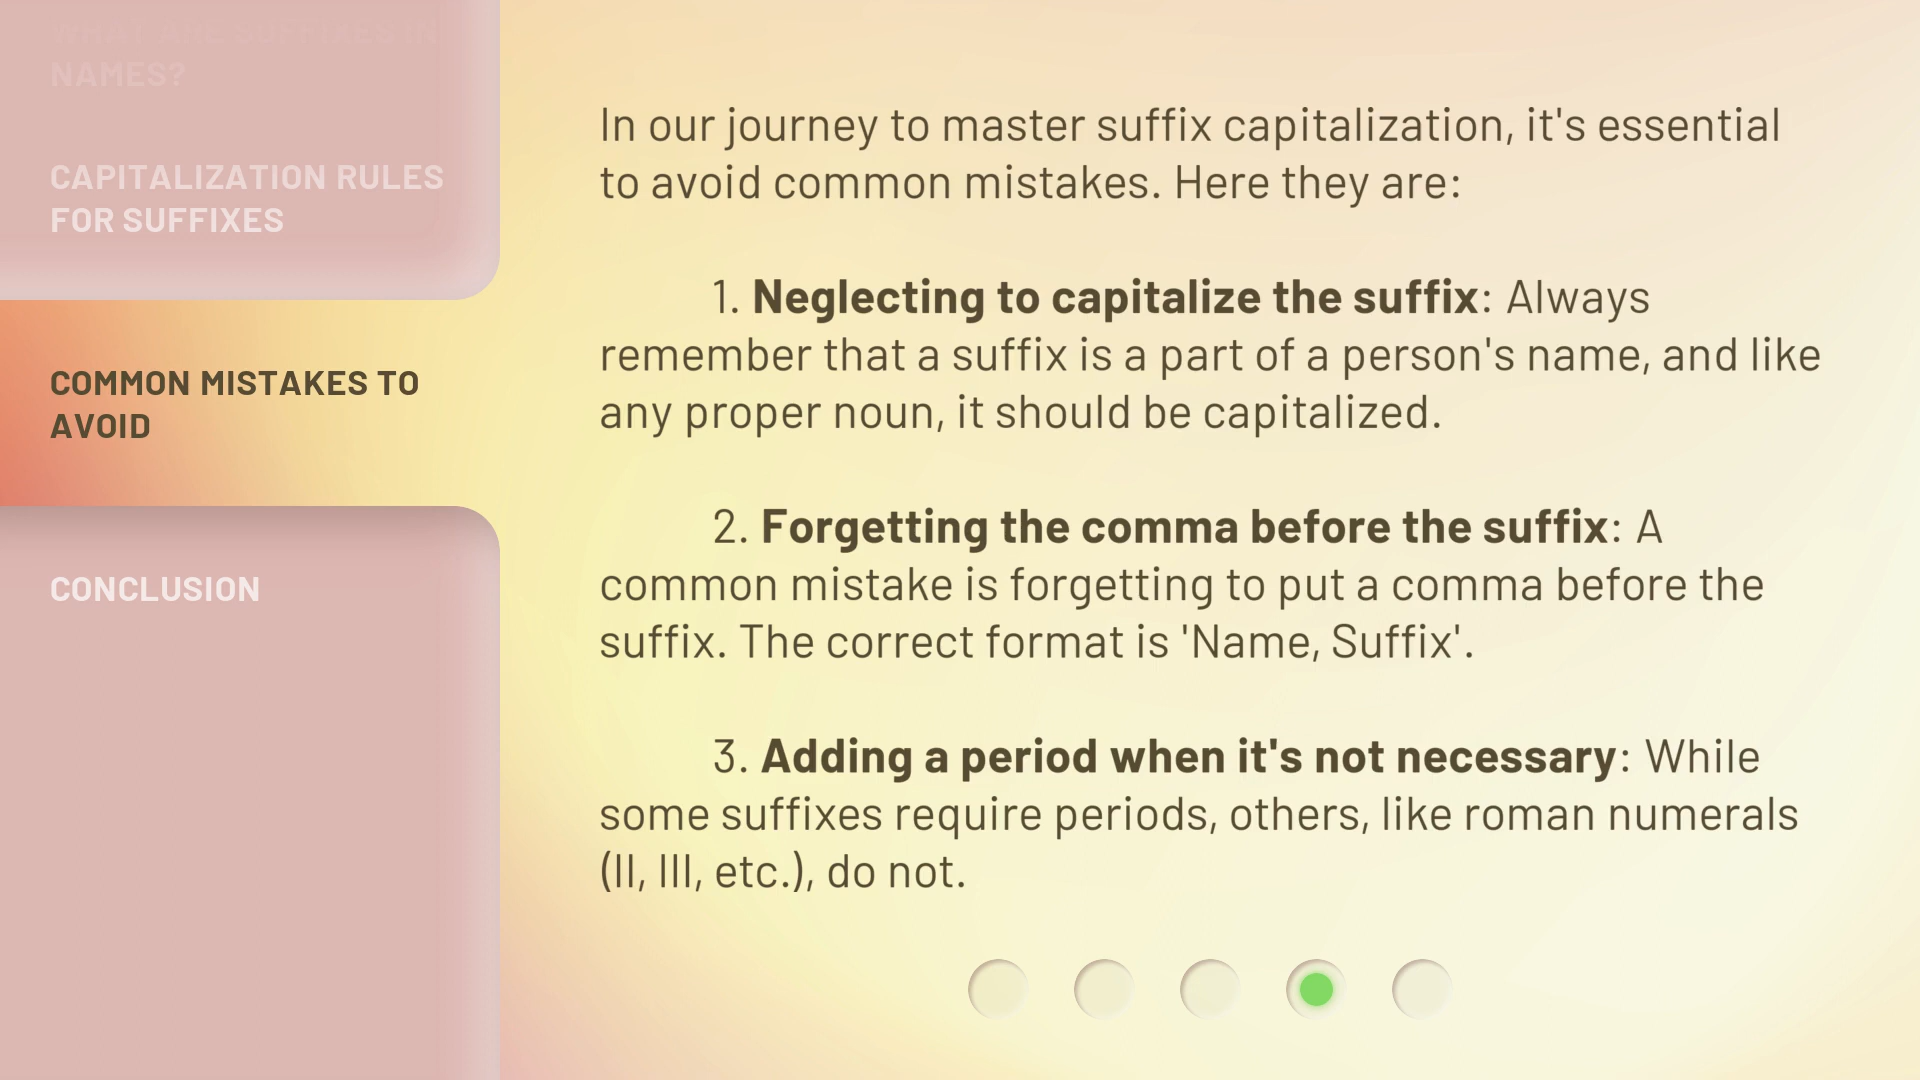 WHAT ARE SUFFIXES IN
NAMES?
CAPITALIZATION RULES
FOR SUFFIXES
COMMON MISTAKES TO
AVOID
CONCLUSION
In our journey to master suffix capitalization, it's essential
to avoid common mistakes. Here they are:
1. Neglecting to capitalize the suffix: Always
remember that a suffix is a part of a person's name, and like
any proper noun, it should be capitalized.
2. Forgetting the comma before the suffix: A
common mistake is forgetting to put a comma before the
suffix. The correct format is 'Name, Suffix'.
3. Adding a period when it's not necessary: While
some suffixes require periods, others, like roman numerals
(II, III, etc.), do not.